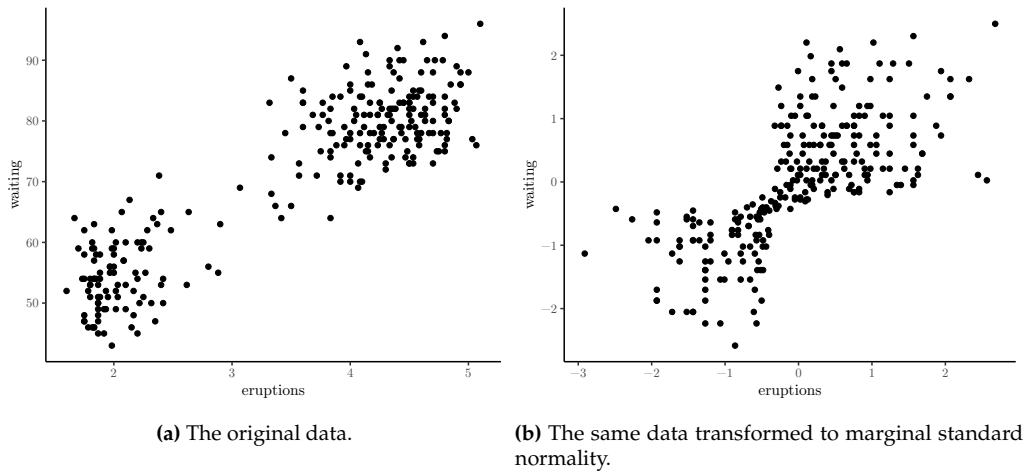 90
80
70
60
50
waiting
2
3
4
5
eruptions
(a) The original data.
2
1
0
−1
−2
waiting
−3
−2
−1
0
1
2
eruptions
(b) The same data transformed to marginal standard
normality.